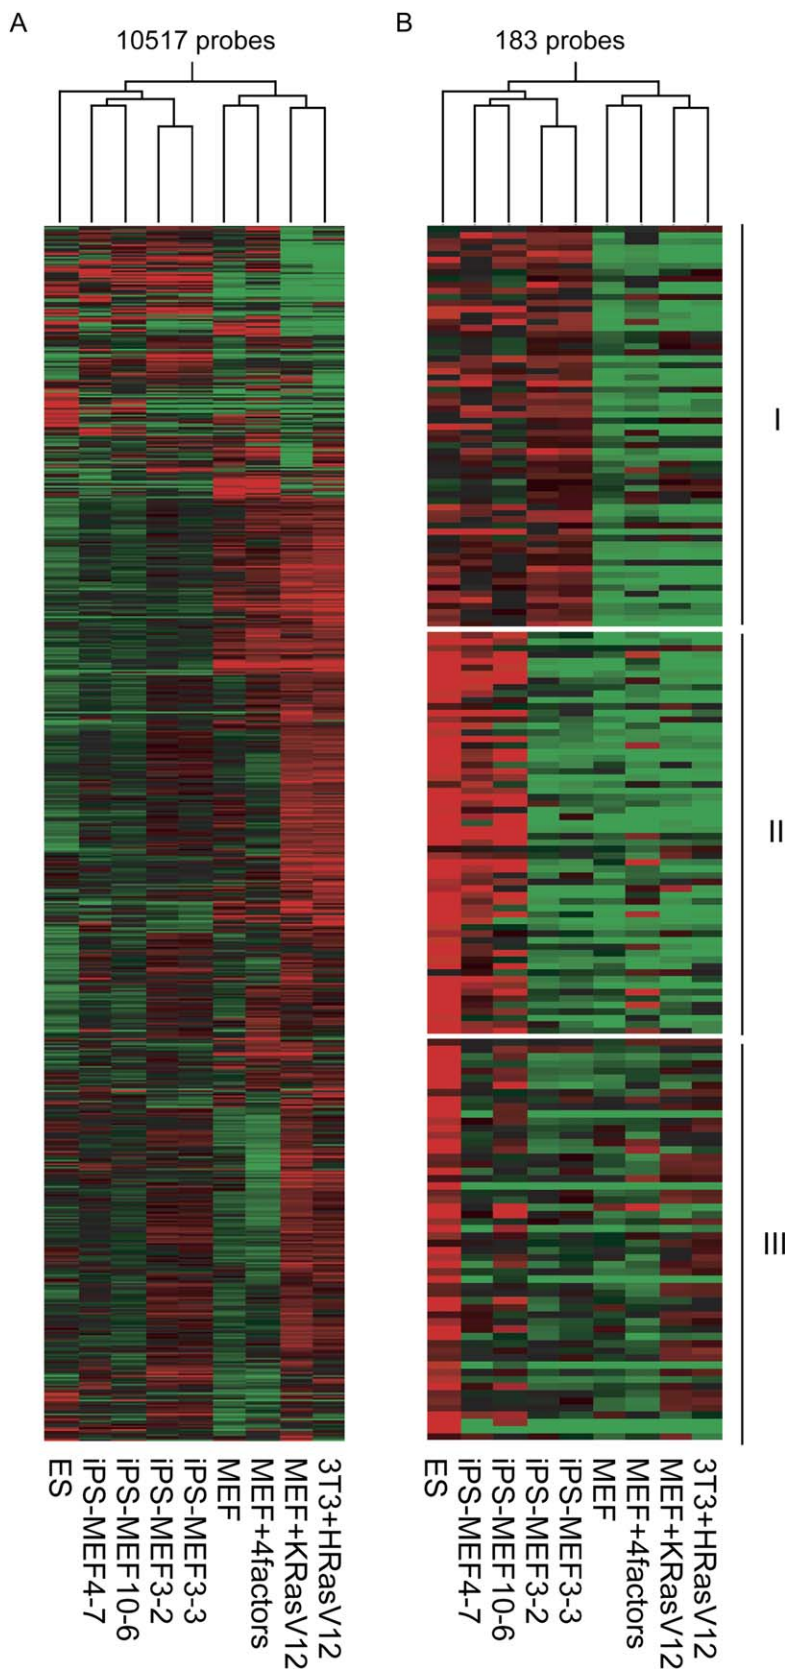 A
B
10517 probes
183 probes
I
II
III
ES
iPS-MEF4-7
iPS-MEF10-6
iPS-MEF3-2
iPS-MEF3-3
MEF
MEF+4factors
MEF+KRasV12
3T3+HRasV12
ES
iPS-MEF4-7
iPS-MEF10-6
iPS-MEF3-2
iPS-MEF3-3
MEF
MEF+4factors
MEF+KRasV12
3T3+HRasV12